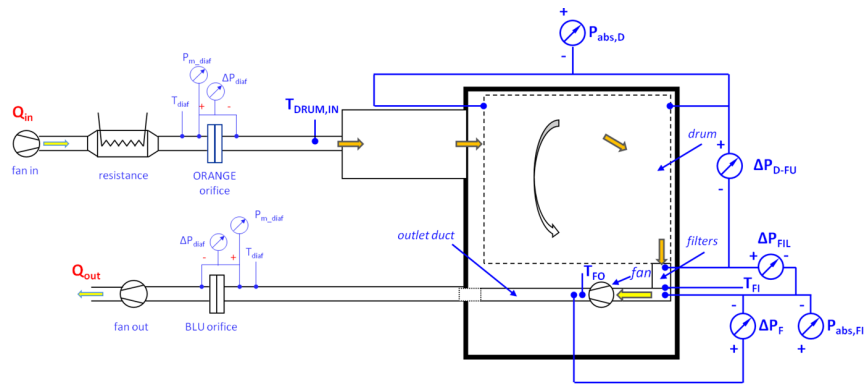 +
P_abs,D
-
P_m_diaf
ΔP_diaf
T_diaf
+ -
T_DRUM,IN
Q_in
fan in
resistance
ORANGE
orifice
drum
+
ΔP_D-FU
-
P_m_diaf
ΔP_diaf
- +
T_diaf
outlet duct
Q_out
fan out
BLU orifice
T_FO
fan
filters
ΔP_FIL
+ -
T_FI
-
ΔP_F
+
-
P_abs,FI
+